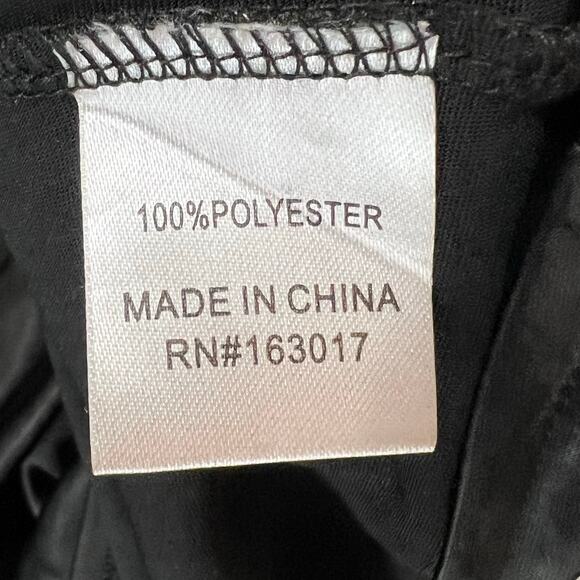 100%POLYESTER
MADE IN CHINA
RN#163017